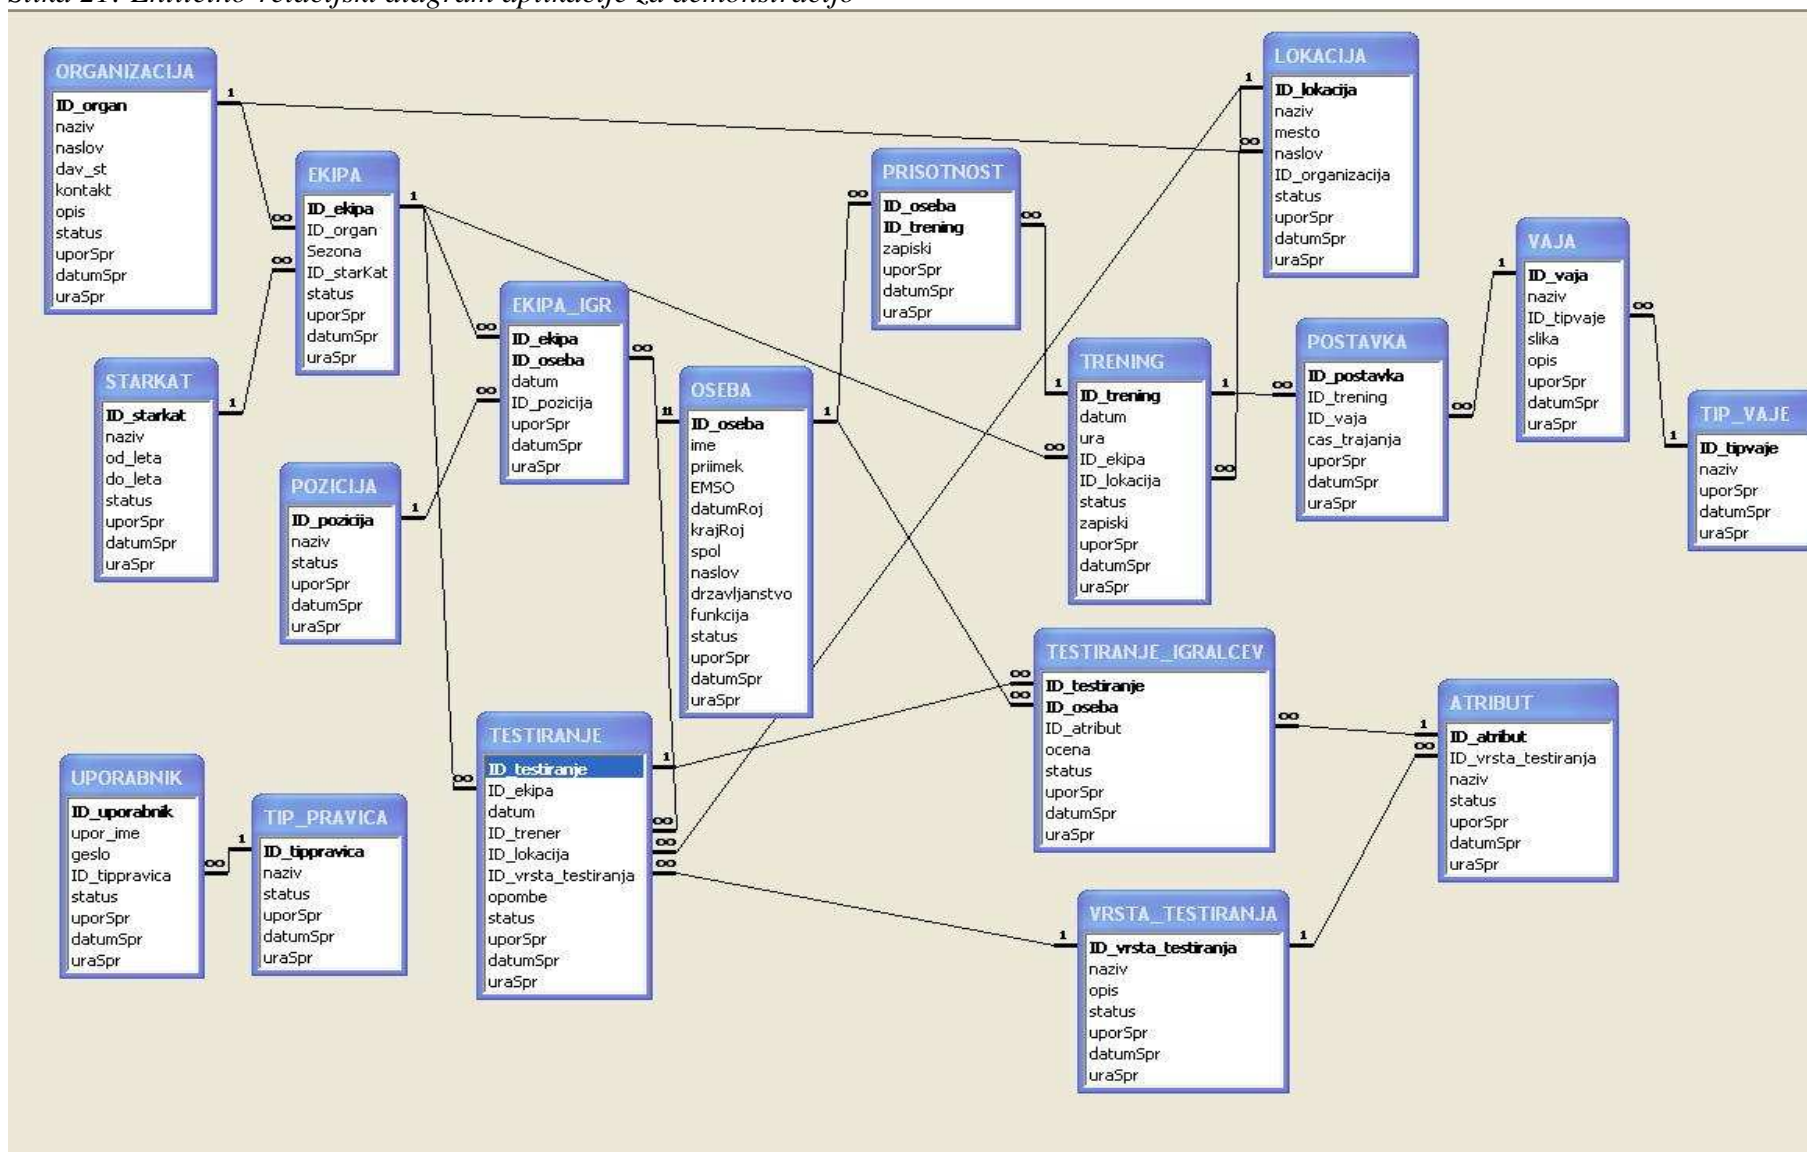 Slika 21: Entitetno-relacijski diagram aplikacije za demonstracijo
ORGANIZACIJA
ID_organ
naziv
naslov
dav_st
kontakt
opis
status
uporSpr
datumSpr
uraSpr
EKIPA
ID_ekipa
ID_organ
Sezona
ID_starKat
status
uporSpr
datumSpr
uraSpr
STARKAT
ID_starkat
naziv
od_leta
do_leta
status
uporSpr
datumSpr
uraSpr
POZICIJA
ID_pozicija
naziv
status
uporSpr
datumSpr
uraSpr
EKIPA_IGR
ID_ekipa
ID_oseba
datum
ID_pozicija
uporSpr
datumSpr
uraSpr
OSEBA
ID_oseba
ime
priimek
EMSO
datumRoj
krajRoj
spol
naslov
drzavljanstvo
funkcija
status
uporSpr
datumSpr
uraSpr
PRISOTNOST
ID_oseba
ID_trening
zapiski
uporSpr
datumSpr
uraSpr
LOKACIJA
ID_lokacija
naziv
mesto
naslov
ID_organizacija
status
uporSpr
datumSpr
uraSpr
TRENING
ID_trening
datum
ura
ID_ekipa
ID_lokacija
status
zapiski
uporSpr
datumSpr
uraSpr
POSTAVKA
ID_postavka
ID_trening
ID_vaja
cas_trajanja
uporSpr
datumSpr
uraSpr
VAJA
ID_vaja
naziv
ID_tipvaje
slika
opis
uporSpr
datumSpr
uraSpr
TIP_VAJE
ID_tipvaje
naziv
uporSpr
datumSpr
uraSpr
UPORABNIK
ID_uporabnik
upor_ime
geslo
ID_tippravica
status
uporSpr
datumSpr
uraSpr
TIP_PRAVICA
ID_tippravica
naziv
status
uporSpr
datumSpr
uraSpr
TESTIRANJE
ID_testiranje
ID_ekipa
datum
ID_trener
ID_lokacija
ID_vrsta_testiranja
opombe
status
uporSpr
datumSpr
uraSpr
TESTIRANJE_IGRALCEV
ID_testiranje
ID_oseba
ID_atribut
ocena
status
uporSpr
datumSpr
uraSpr
ATRIBUT
ID_atribut
ID_vrsta_testiranja
naziv
status
uporSpr
datumSpr
uraSpr
VRSTA_TESTIRANJA
ID_vrsta_testiranja
naziv
opis
status
uporSpr
datumSpr
uraSpr